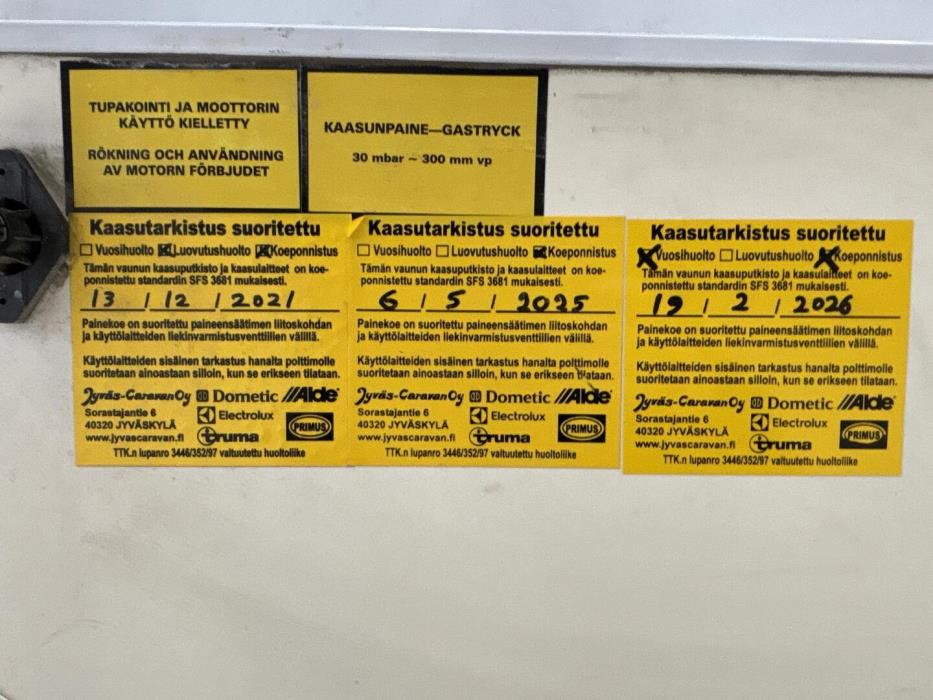 TUPAKOINTI JA MOOTTORIN
KÄYTTÖ KIELLETTY
RÖKNING OCH ANVÄNDNING
AV MOTORN FÖRBJUDET
KAASUNPAINE—GASTRYCK
30 mbar ~ 300 mm vp
Kaasutarkistus suoritettu
Vuosihuolto Luovutushuolto Koeponnistus
Tämän vaunun kaasuputkisto ja kaasulaitteet on koe-
ponnistettu standardin SFS 3681 mukaisesti.
13 / 12 / 2021
Painekoe on suoritettu paineensäätimen liitoskohdan
ja käyttölaitteiden liekinvarmistusventtiilien välillä.
Käyttölaitteiden sisäinen tarkastus hanalta polttimolle
suoritetaan ainoastaan silloin, kun se erikseen tilataan.
Jyväs-Caravan Oy Dometic Alde
Sorastajantie 6 Electrolux
40320 JYVÄSKYLÄ
www.jyvascaravan.fi truma PRIMUS
TTK.n lupanro 3446/352/97 valtuutettu huoltoliike
Kaasutarkistus suoritettu
Vuosihuolto Luovutushuolto Koeponnistus
Tämän vaunun kaasuputkisto ja kaasulaitteet on koe-
ponnistettu standardin SFS 3681 mukaisesti.
6 / 5 / 2025
Painekoe on suoritettu paineensäätimen liitoskohdan
ja käyttölaitteiden liekinvarmistusventtiilien välillä.
Käyttölaitteiden sisäinen tarkastus hanalta polttimolle
suoritetaan ainoastaan silloin, kun se erikseen tilataan.
Jyväs-Caravan Oy Dometic Alde
Sorastajantie 6 Electrolux
40320 JYVÄSKYLÄ
www.jyvascaravan.fi truma PRIMUS
TTK.n lupanro 3446/352/97 valtuutettu huoltoliike
Kaasutarkistus suoritettu
Vuosihuolto Luovutushuolto Koeponnistus
Tämän vaunun kaasuputkisto ja kaasulaitteet on koe-
ponnistettu standardin SFS 3681 mukaisesti.
19 / 2 / 2026
Painekoe on suoritettu paineensäätimen liitoskohdan
ja käyttölaitteiden liekinvarmistusventtiilien välillä.
Käyttölaitteiden sisäinen tarkastus hanalta polttimolle
suoritetaan ainoastaan silloin, kun se erikseen tilataan.
Jyväs-Caravan Oy Dometic Alde
Sorastajantie 6 Electrolux
40320 JYVÄSKYLÄ
www.jyvascaravan.fi truma PRIMUS
TTK.n lupanro 3446/352/97 valtuutettu huoltoliike